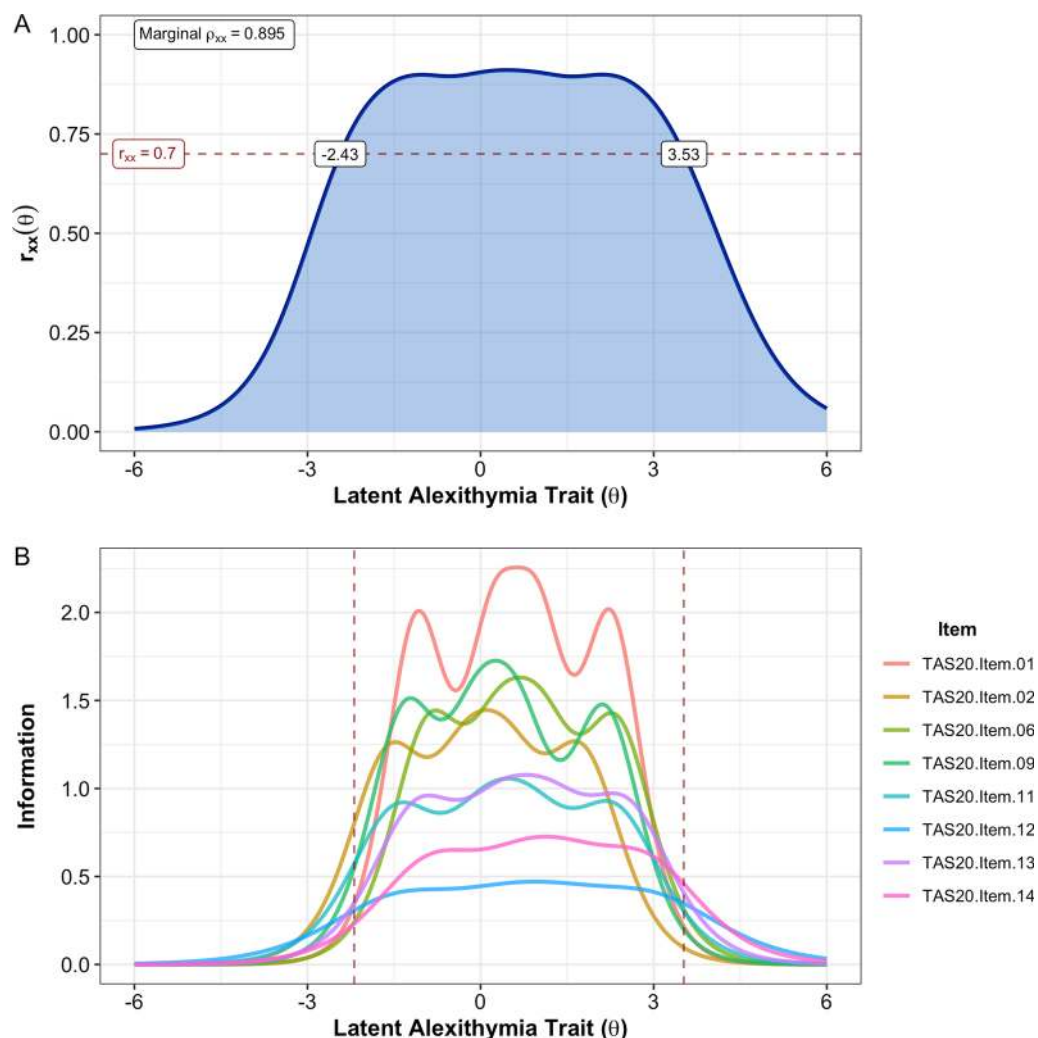 A
Marginal ρxx = 0.895
1.00
0.75
rxx = 0.7
-2.43
3.53
0.50
0.25
0.00
rxx(θ)
-6 -3 0 3 6
Latent Alexithymia Trait (θ)
B
2.0
1.5
1.0
0.5
0.0
Information
-6 -3 0 3 6
Latent Alexithymia Trait (θ)
Item
TAS20.Item.01
TAS20.Item.02
TAS20.Item.06
TAS20.Item.09
TAS20.Item.11
TAS20.Item.12
TAS20.Item.13
TAS20.Item.14